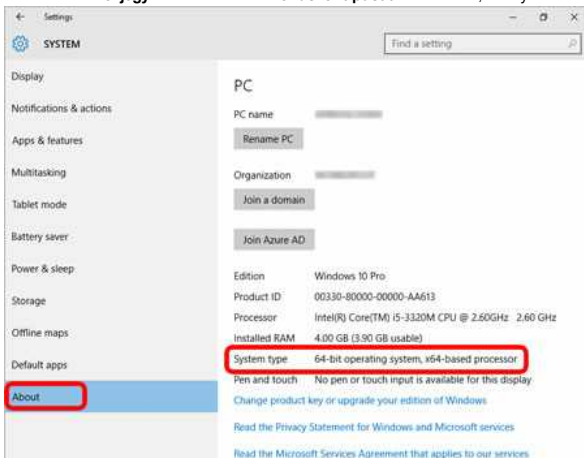 Settings
SYSTEM
Find a setting
Display
Notifications & actions
Apps & features
Multitasking
Tablet mode
Battery saver
Power & sleep
Storage
Offline maps
Default apps
About
PC
PC name
Rename PC
Organization
Join a domain
Join Azure AD
Edition Windows 10 Pro
Product ID 00330-80000-00000-AA613
Processor Intel(R) Core(TM) i5-3320M CPU @ 2.60GHz 2.60 GHz
Installed RAM 4.00 GB (3.90 GB usable)
System type 64-bit operating system, x64-based processor
Pen and touch No pen or touch input is available for this display
Change product key or upgrade your edition of Windows
Read the Privacy Statement for Windows and Microsoft services
Read the Microsoft Services Agreement that applies to our services